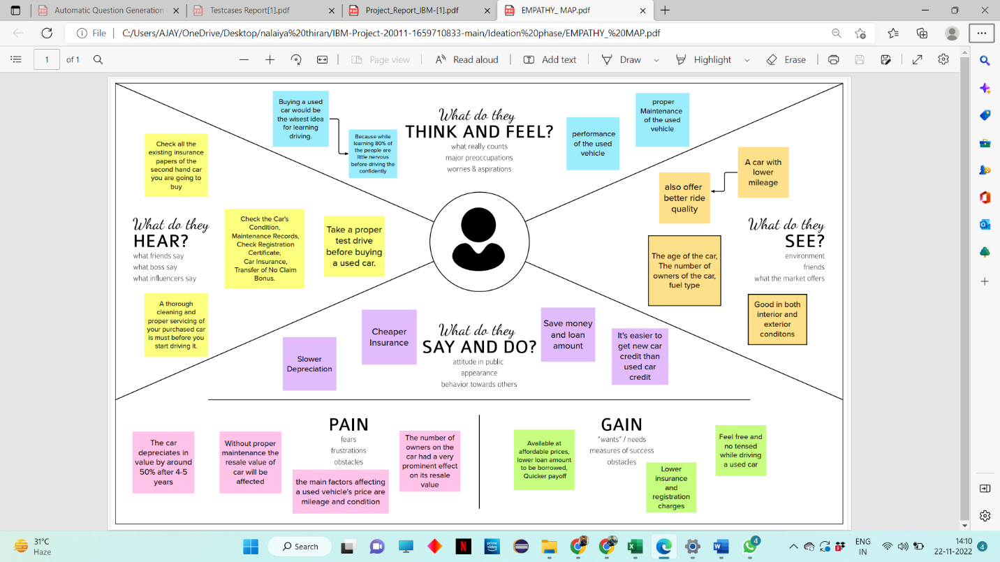 Automatic Question Generation
Testcases Report[1].pdf
Project_Report_IBM-[1].pdf
EMPATHY_ MAP.pdf
File
C:/Users/AJAY/OneDrive/Desktop/nalaiya%20thiran/IBM-Project-20011-1659710833-main/Ideation%20phase/EMPATHY_%20MAP.pdf
1
of 1
Page view
Read aloud
Add text
Draw
Highlight
Erase
Buying a used
car would be
the wisest idea
for learning
driving.
Because while
learning 80% of
the people are
little nervous
before driving the
confidently
What do they
THINK AND FEEL?
what really counts
major preoccupations
worries & aspirations
performance
of the used
vehicle
proper
Maintenance
of the used
vehicle
Check all the
existing insurance
papers of the
second hand car
you are going to
buy
What do they
HEAR?
what friends say
what boss say
what influencers say
Check the Car's
Condition,
Maintenance Records,
Check Registration
Certificate,
Car Insurance,
Transfer of No Claim
Bonus.
Take a proper
test drive
before buying
a used car.
A thorough
cleaning and
proper servicing of
your purchased car
is must before you
start driving it.
A car with
lower
mileage
also offer
better ride
quality
What do they
SEE?
environment
friends
what the market offers
The age of the car,
The number of
owners of the car,
fuel type
Good in both
interior and
exterior
conditons
Slower
Depreciation
Cheaper
Insurance
What do they
SAY AND DO?
attitude in public
appearance
behavior towards others
Save money
and loan
amount
It's easier to
get new car
credit than
used car
credit
PAIN
fears
frustrations
obstacles
The car
depreciates in
value by around
50% after 4-5
years
Without proper
maintenance the
resale value of
car will be
affected
the main factors affecting
a used vehicle's price are
mileage and condition
The number of
owners on the
car had a very
prominent effect
on its resale
value
GAIN
"wants" / needs
measures of success
obstacles
Available at
affordable prices,
lower loan amount
to be borrowed,
Quicker payoff
Lower
insurance
and
registration
charges
Feel free and
no tensed
while driving
a used car
31°C
Haze
Search
prime
video
4
ENG
IN
14:10
22-11-2022
4